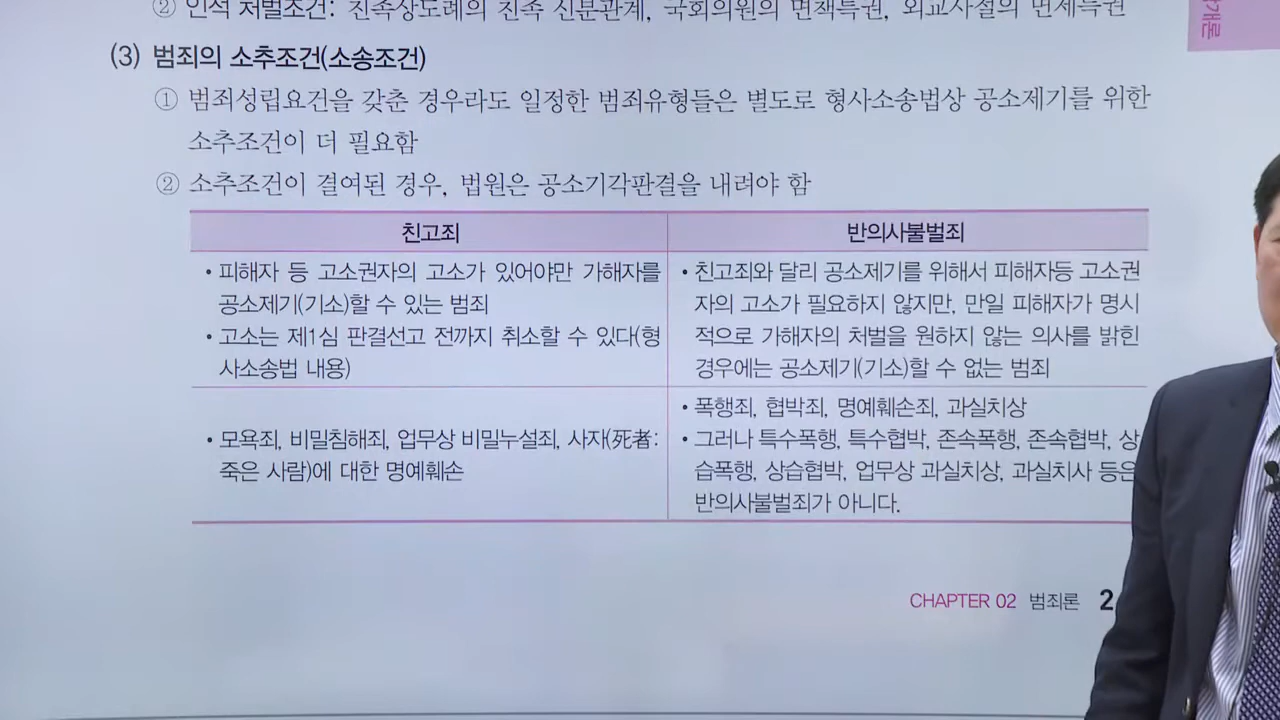 ② 인적 처벌조건: 친족상도례의 친족 신분관계, 국회의원의 면책특권, 외교사절의 면제특권
(3) 범죄의 소추조건(소송조건)
① 범죄성립요건을 갖춘 경우라도 일정한 범죄유형들은 별도로 형사소송법상 공소제기를 위한
소추조건이 더 필요함
② 소추조건이 결여된 경우, 법원은 공소기각판결을 내려야 함
친고죄
• 피해자 등 고소권자의 고소가 있어야만 가해자를
공소제기(기소)할 수 있는 범죄
• 고소는 제1심 판결선고 전까지 취소할 수 있다(형
사소송법 내용)
반의사불벌죄
• 친고죄와 달리 공소제기를 위해서 피해자등 고소권
자의 고소가 필요하지 않지만, 만일 피해자가 명시
적으로 가해자의 처벌을 원하지 않는 의사를 밝힌
경우에는 공소제기(기소)할 수 없는 범죄
• 모욕죄, 비밀침해죄, 업무상 비밀누설죄, 사자(死者:
죽은 사람)에 대한 명예훼손
• 폭행죄, 협박죄, 명예훼손죄, 과실치상
• 그러나 특수폭행, 특수협박, 존속폭행, 존속협박, 상
습폭행, 상습협박, 업무상 과실치상, 과실치사 등은
반의사불벌죄가 아니다.
CHAPTER 02 범죄론 2